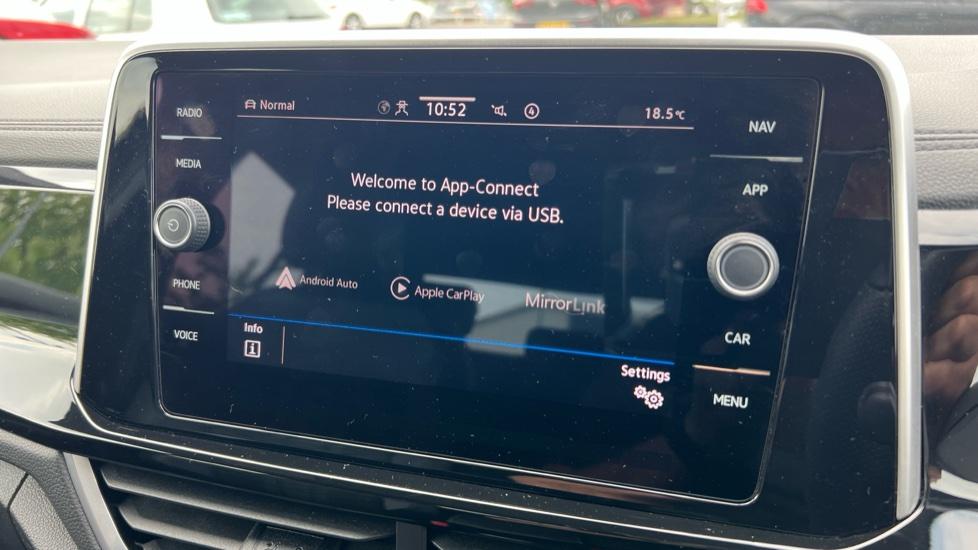 RADIO
MEDIA
PHONE
VOICE
Normal
10:52
4
18.5°C
Welcome to App-Connect
Please connect a device via USB.
Android Auto
Apple CarPlay
MirrorLink
Info
i
Settings
NAV
APP
CAR
MENU